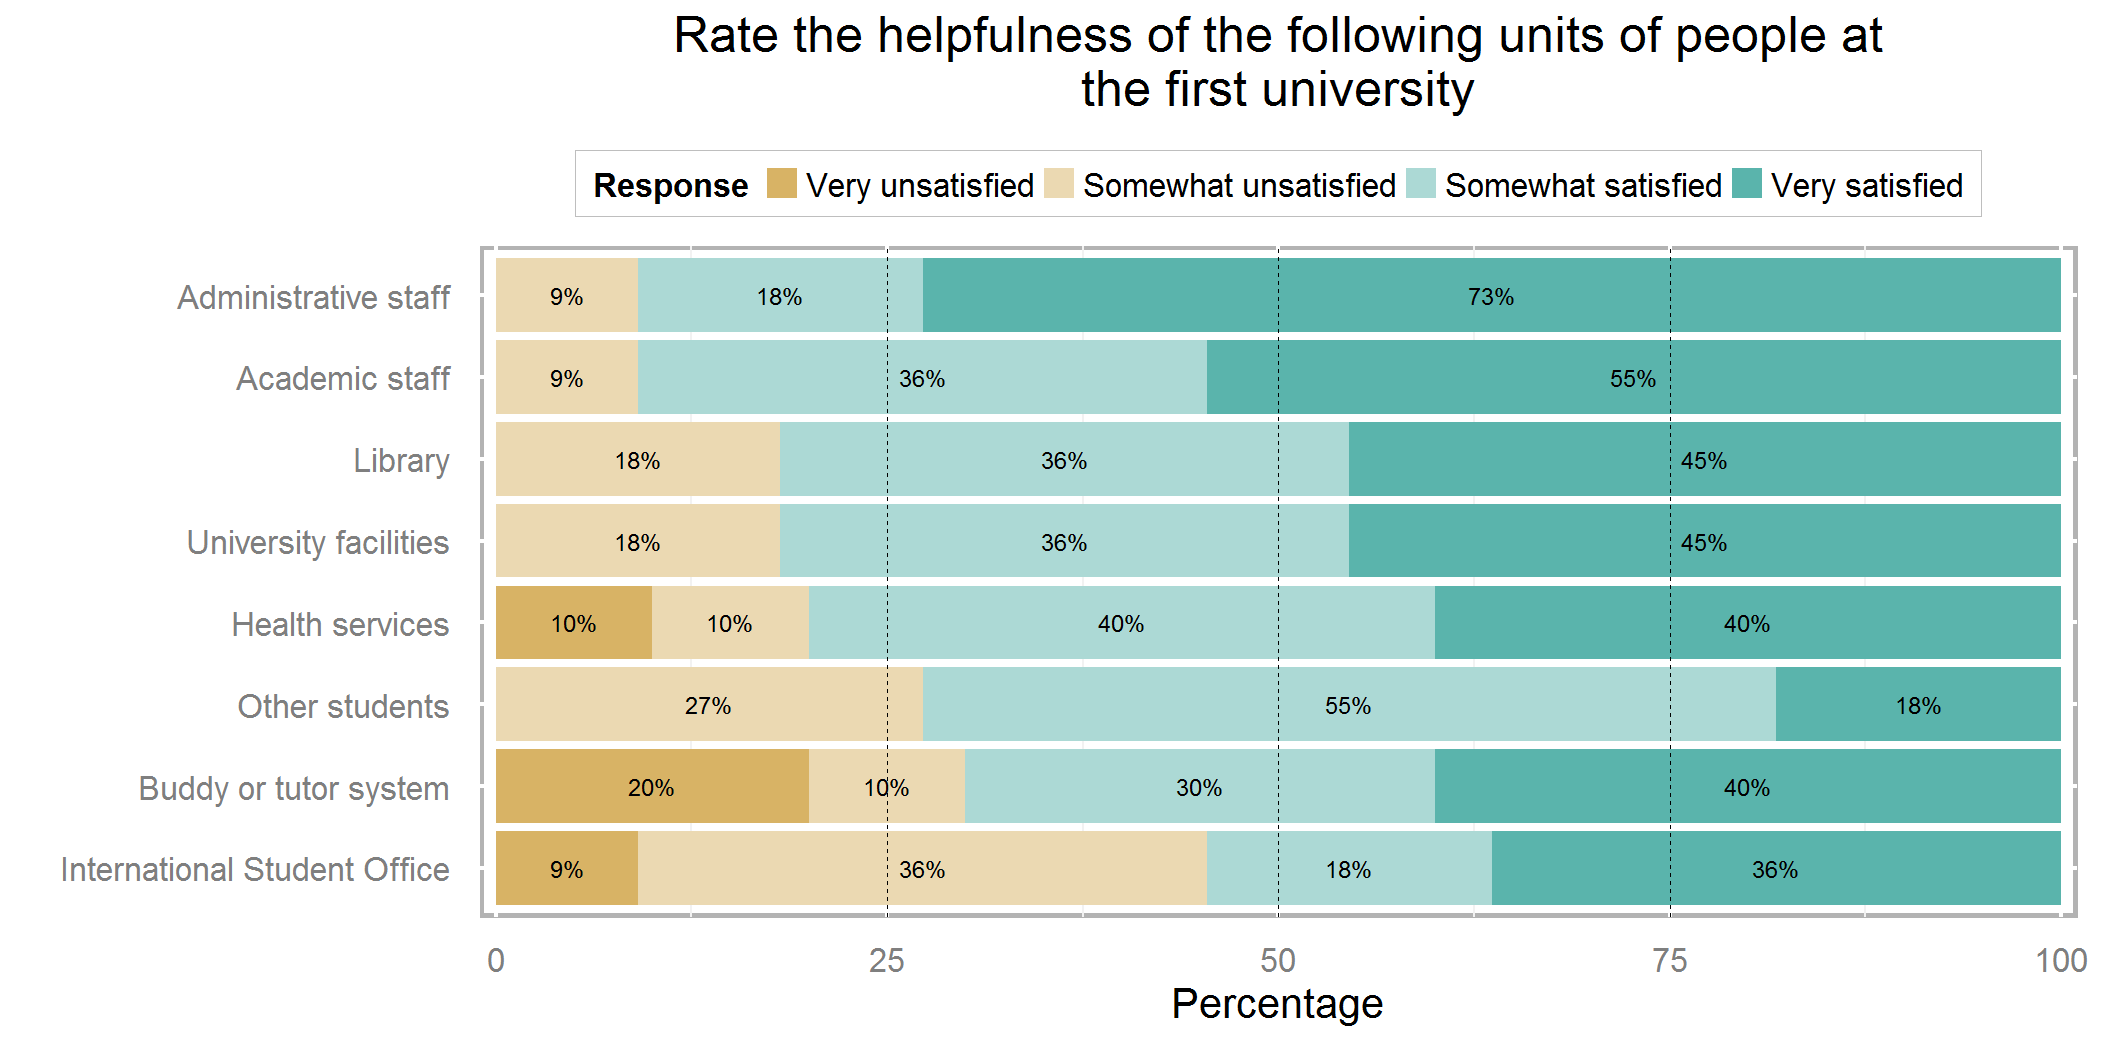 Rate the helpfulness of the following units of people at
the first university
Response Very unsatisfied Somewhat unsatisfied Somewhat satisfied Very satisfied
Administrative staff 9% 18% 73%
Academic staff 9% 36% 55%
Library 18% 36% 45%
University facilities 18% 36% 45%
Health services 10% 10% 40% 40%
Other students 27% 55% 18%
Buddy or tutor system 20% 10% 30% 40%
International Student Office 9% 36% 18% 36%
0 25 50 75 100
Percentage